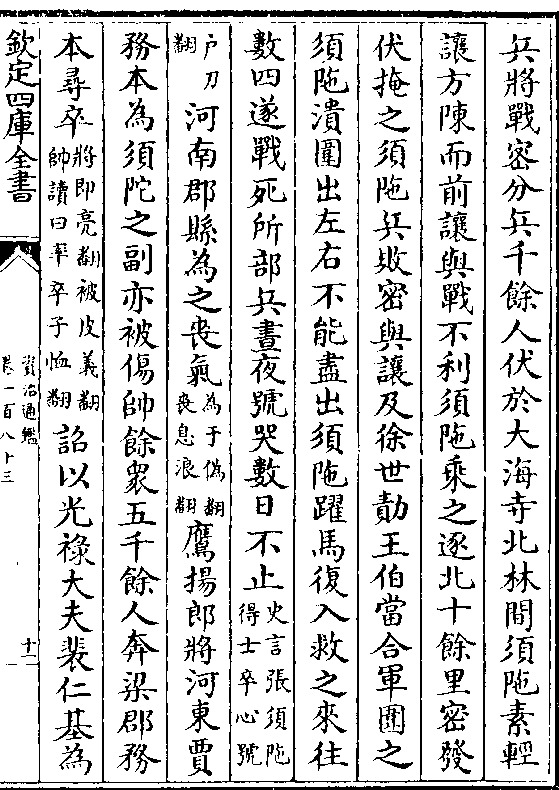 兵將戰密分兵千餘人伏於大海寺北林間須陁素輕
讓方陳而前讓與戰不利須陁乗之逐北十餘里密發
伏掩之須陁兵敗密與讓及徐世勣王伯當合軍圍之
須陁潰圍出左右不能盡出須陁躍馬復入救之來往
數四遂戰死所部兵晝夜號哭數日不止史言張須陁得士卒心號
户刀翻河南郡縣為之喪氣為于偽翻喪息浪翻鷹揚郎將河東賈
務本為須陀之副亦被傷帥餘衆五千餘人奔梁郡務
本尋卒將即亮翻被皮義翻帥讀曰率卒子恤翻詔以光祿大夫裴仁基為
欽定四庫全書
資治通鑑
卷一百八十三
十二